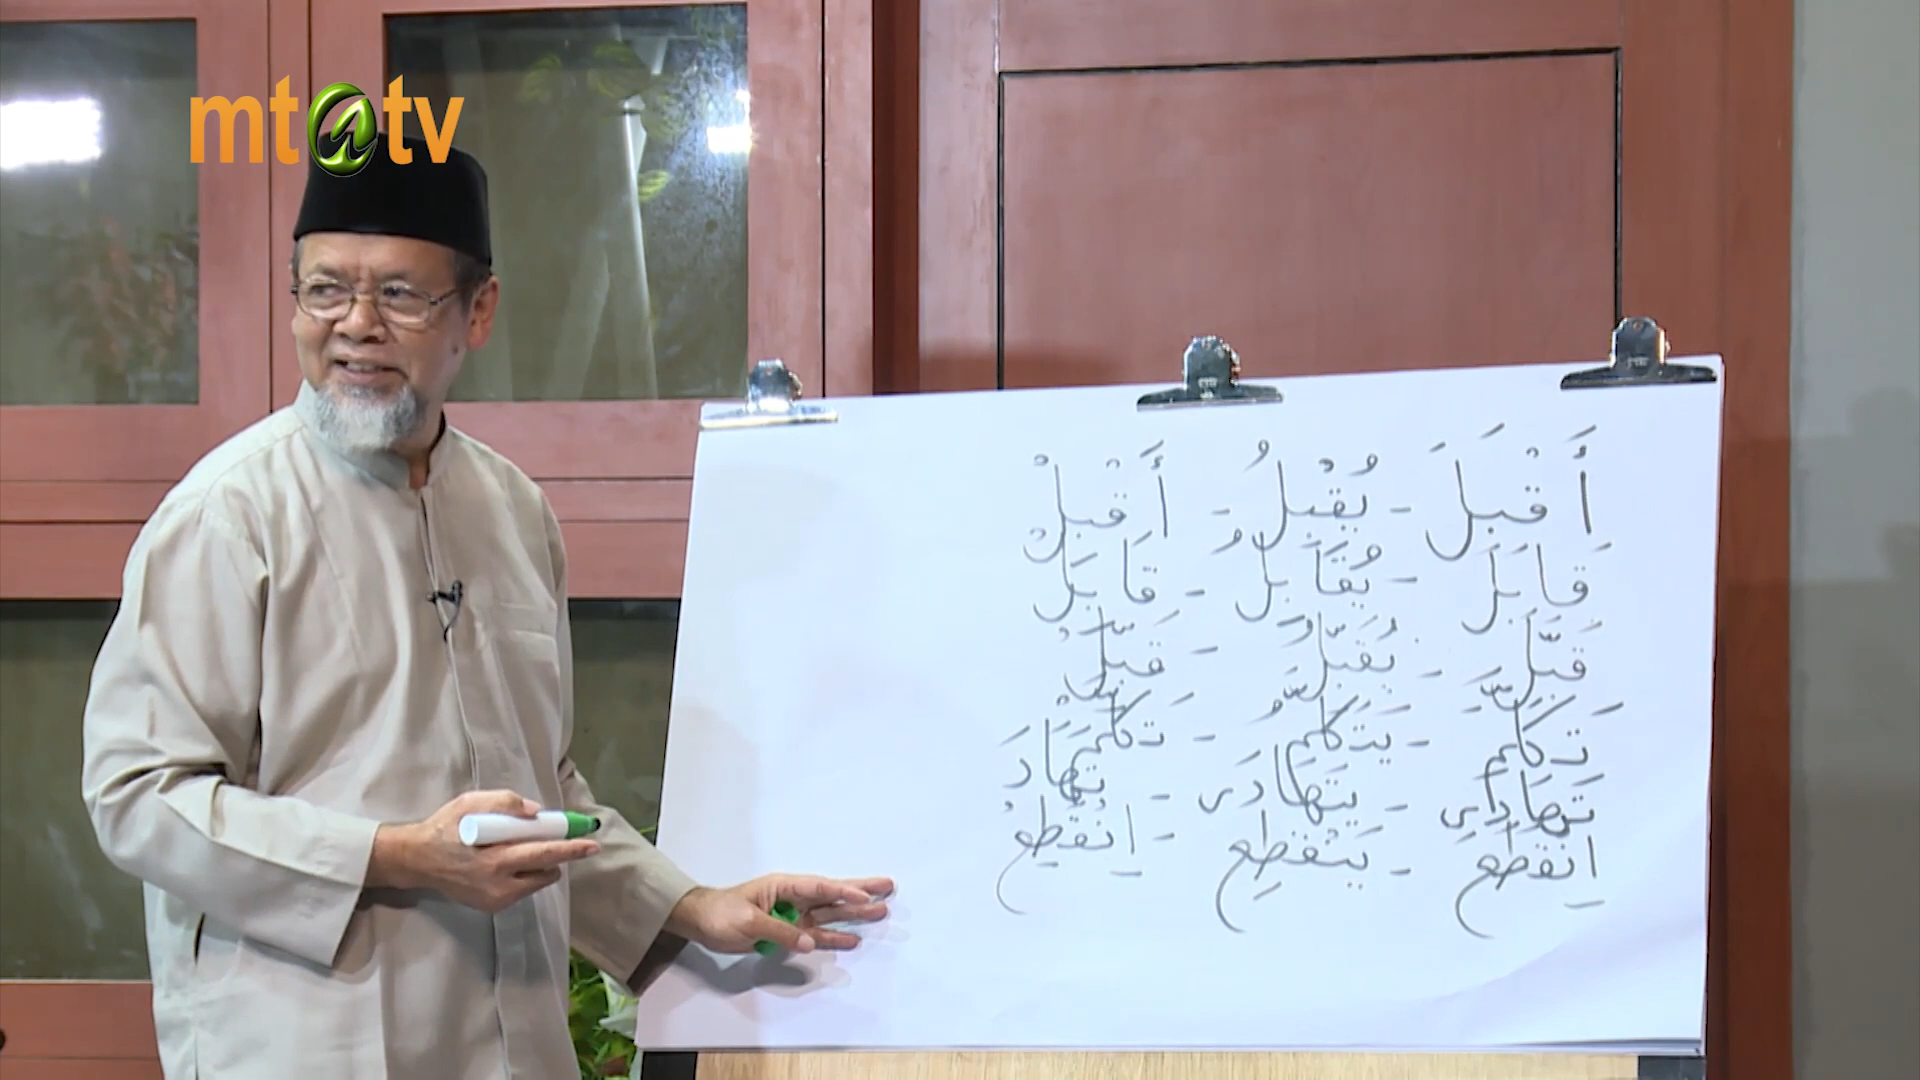 mt@tv
أَقْبَلَ - يُقْبِلُ - أَقْبِلْ
قَابَلَ - يُقَابِلُ - قَابَلْ
قَبَّلَ - يُقَبِّلُ - قَبِّلْ
تَكَلَّمَ - يَتَكَلَّمُ - تَكَلَّمْ
تَهَادَى - يَتَهَادَى - تَهَادَ
اِنْقَطَعَ - يَنْقَطِعُ - اِنْقَطِعْ